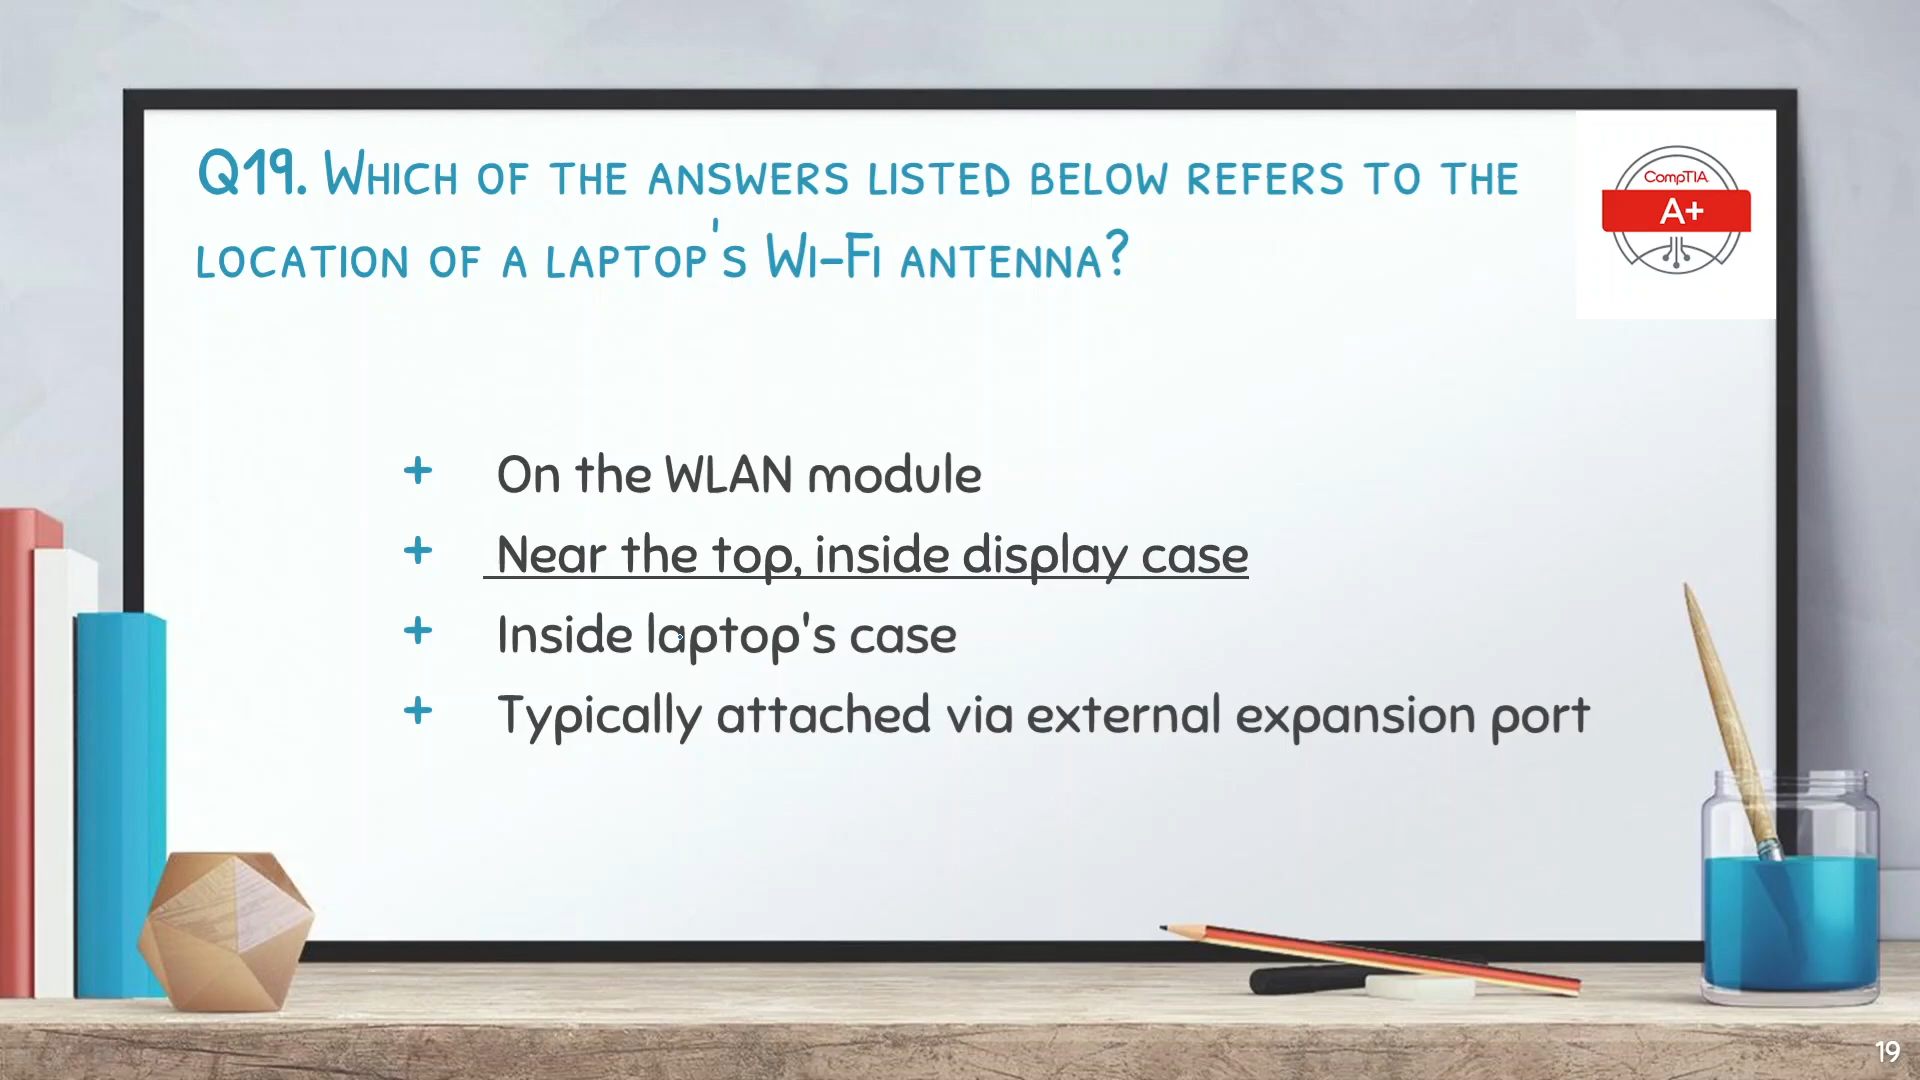 Q19. Which of the answers listed below refers to the
location of a laptop's Wi-Fi antenna?
CompTIA
A+
+ On the WLAN module
+ Near the top, inside display case
+ Inside laptop's case
+ Typically attached via external expansion port
19